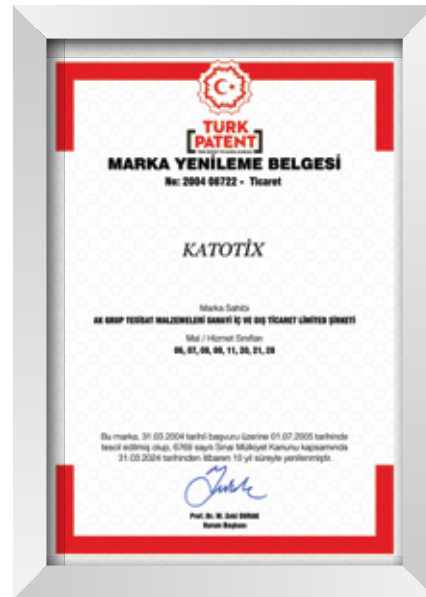 TÜRK
PATENT
MARKA YENİLEME BELGESİ
No: 2004 08722 - Ticaret
KATOTİX
Marka Sahibi
AK GRUP TESİSAT MALZEMELERİ SANAYİ İÇ VE DIŞ TİCARET LİMİTED ŞİRKETİ
Mal / Hizmet Sınıfları
06, 07, 08, 09, 11, 20, 21, 28
Bu marka, 31.03.2004 tarihli başvuru üzerine 01.07.2005 tarihinde
tescil edilmiş olup, 6769 sayılı Sınai Mülkiyet Kanunu kapsamında
31.03.2024 tarihinden itibaren 10 yıl süreyle yenilenmiştir.
Prof. Dr. M. Zeki DURAK
Kurum Başkanı